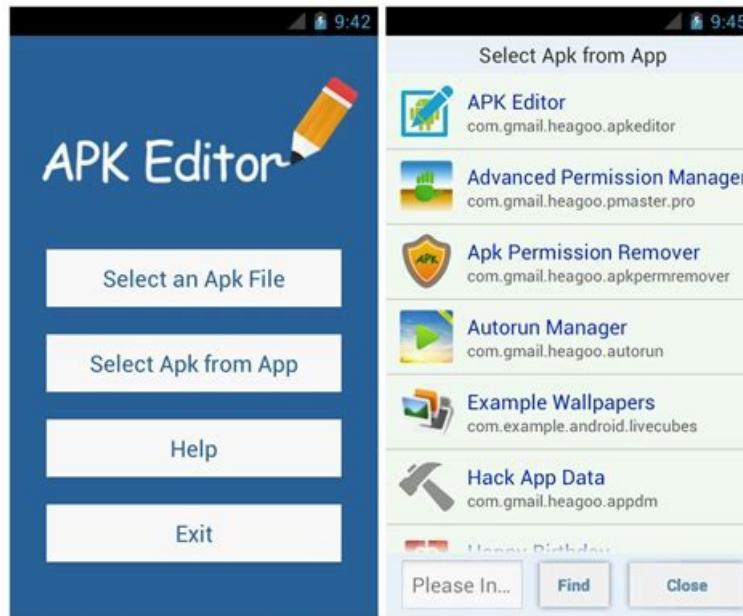 9:42
APK Editor
Select an Apk File
Select Apk from App
Help
Exit
9:45
Select Apk from App
APK Editor
com.gmail.heagoo.apkeditor
Advanced Permission Manager
com.gmail.heagoo.pmaster.pro
Apk Permission Remover
com.gmail.heagoo.apkpermremover
APK
Autorun Manager
com.gmail.heagoo.autorun
Example Wallpapers
com.example.android.livecubes
Hack App Data
com.gmail.heagoo.appdm
Happy Birthday
Please In...
Find
Close